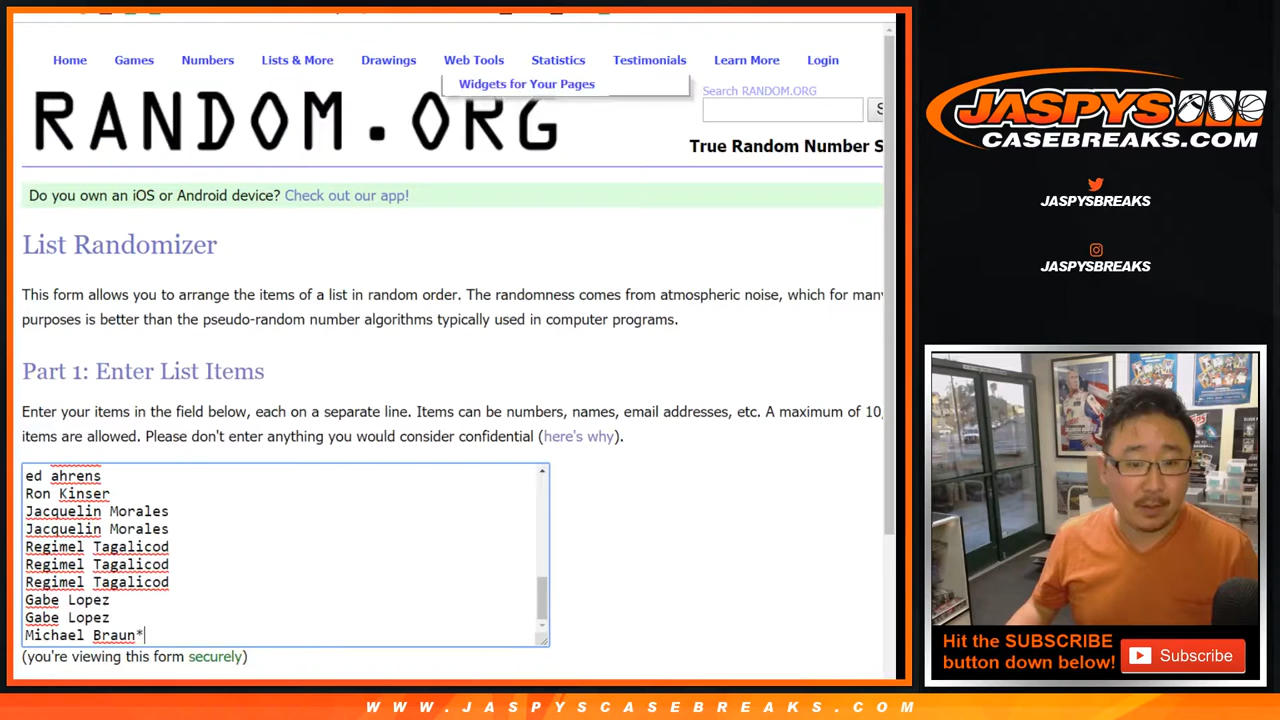 Home Games Numbers Lists & More Drawings Web Tools Statistics Testimonials Learn More Login
Widgets for Your Pages
Search RANDOM.ORG
RANDOM.ORG
True Random Number S
Do you own an iOS or Android device? Check out our app!
List Randomizer
This form allows you to arrange the items of a list in random order. The randomness comes from atmospheric noise, which for many
purposes is better than the pseudo-random number algorithms typically used in computer programs.
Part 1: Enter List Items
Enter your items in the field below, each on a separate line. Items can be numbers, names, email addresses, etc. A maximum of 10,
items are allowed. Please don't enter anything you would consider confidential (here's why).
ed ahrens
Ron Kinser
Jacquelin Morales
Jacquelin Morales
Regimel Tagalicod
Regimel Tagalicod
Regimel Tagalicod
Gabe Lopez
Gabe Lopez
Michael Braun*
(you're viewing this form securely)
JASPYS
CASEBREAKS.COM
JASPYSBREAKS
JASPYSBREAKS
Hit the SUBSCRIBE
button down below!
Subscribe
WWW.JASPYSCASEBREAKS.COM